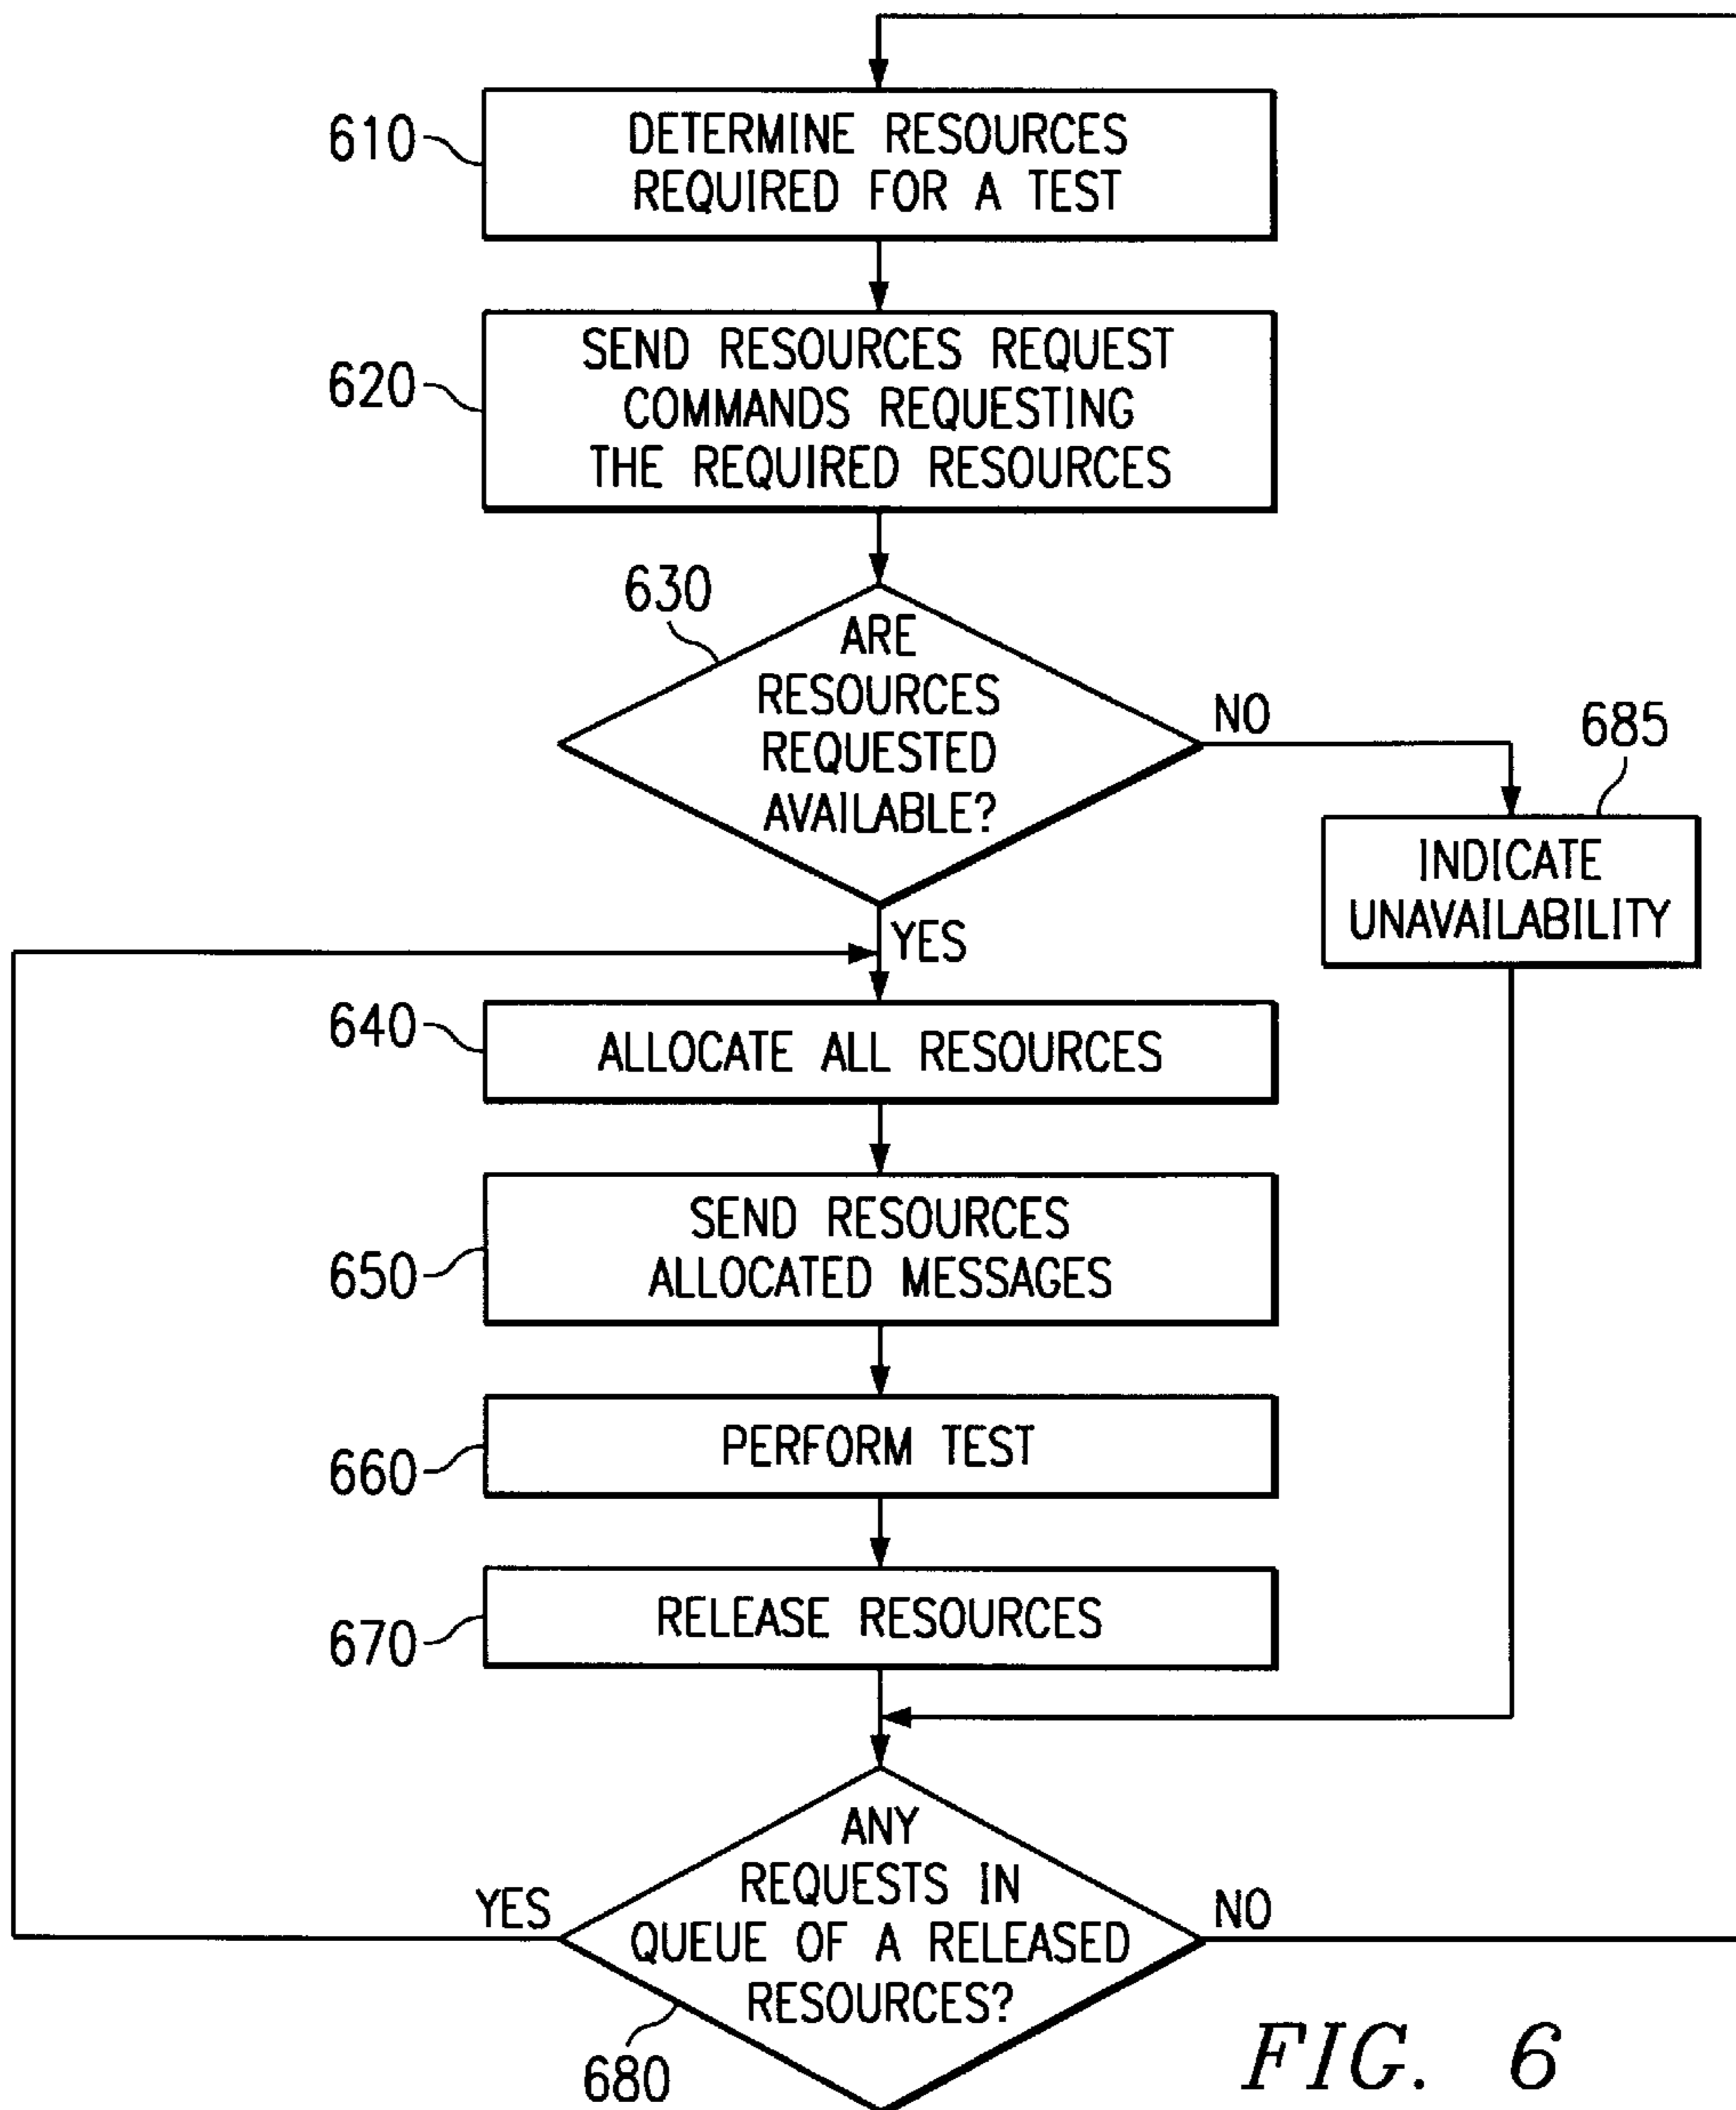 610
DETERMINE RESOURCES
REQUIRED FOR A TEST
620
SEND RESOURCES REQUEST
COMMANDS REQUESTING
THE REQUIRED RESOURCES
630
ARE
RESOURCES
REQUESTED
AVAILABLE?
NO
685
INDICATE
UNAVAILABILITY
YES
640
ALLOCATE ALL RESOURCES
650
SEND RESOURCES
ALLOCATED MESSAGES
660
PERFORM TEST
670
RELEASE RESOURCES
YES
ANY
REQUESTS IN
QUEUE OF A RELEASED
RESOURCES?
NO
680
FIG. 6